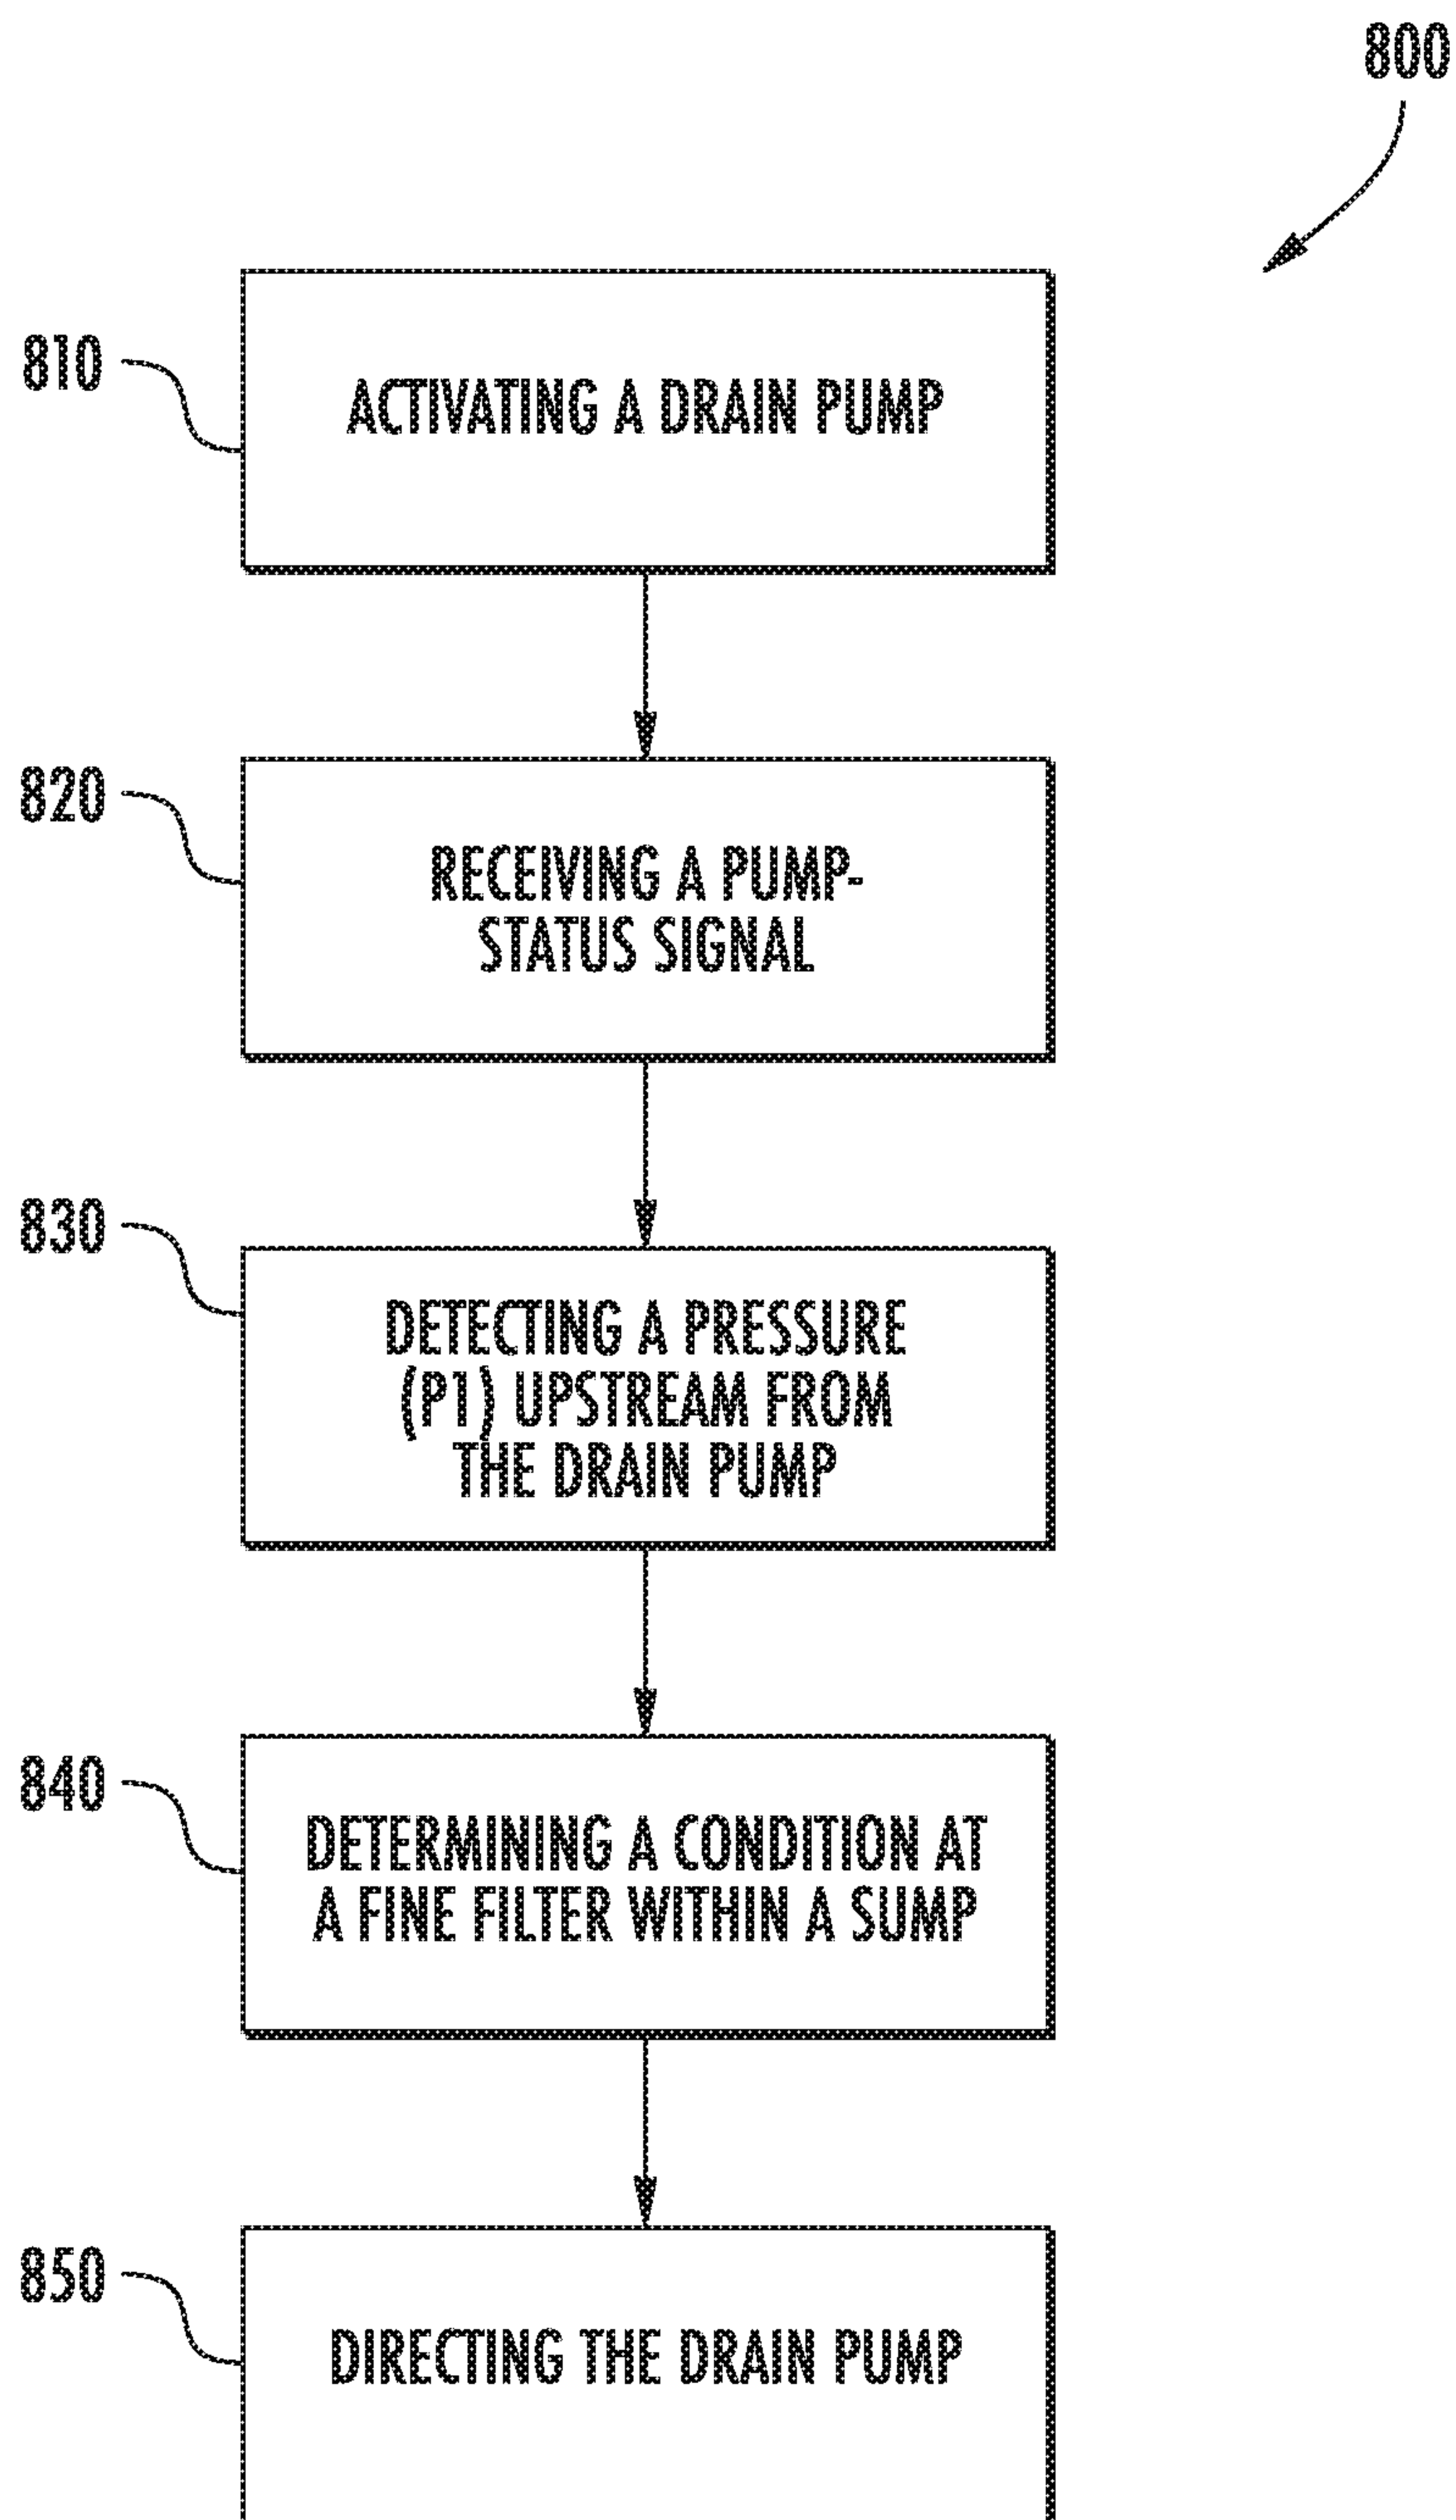 800
810
ACTIVATING A DRAIN PUMP
820
RECEIVING A PUMP-
STATUS SIGNAL
830
DETECTING A PRESSURE
(P1) UPSTREAM FROM
THE DRAIN PUMP
840
DETERMINING A CONDITION AT
A FINE FILTER WITHIN A SUMP
850
DIRECTING THE DRAIN PUMP